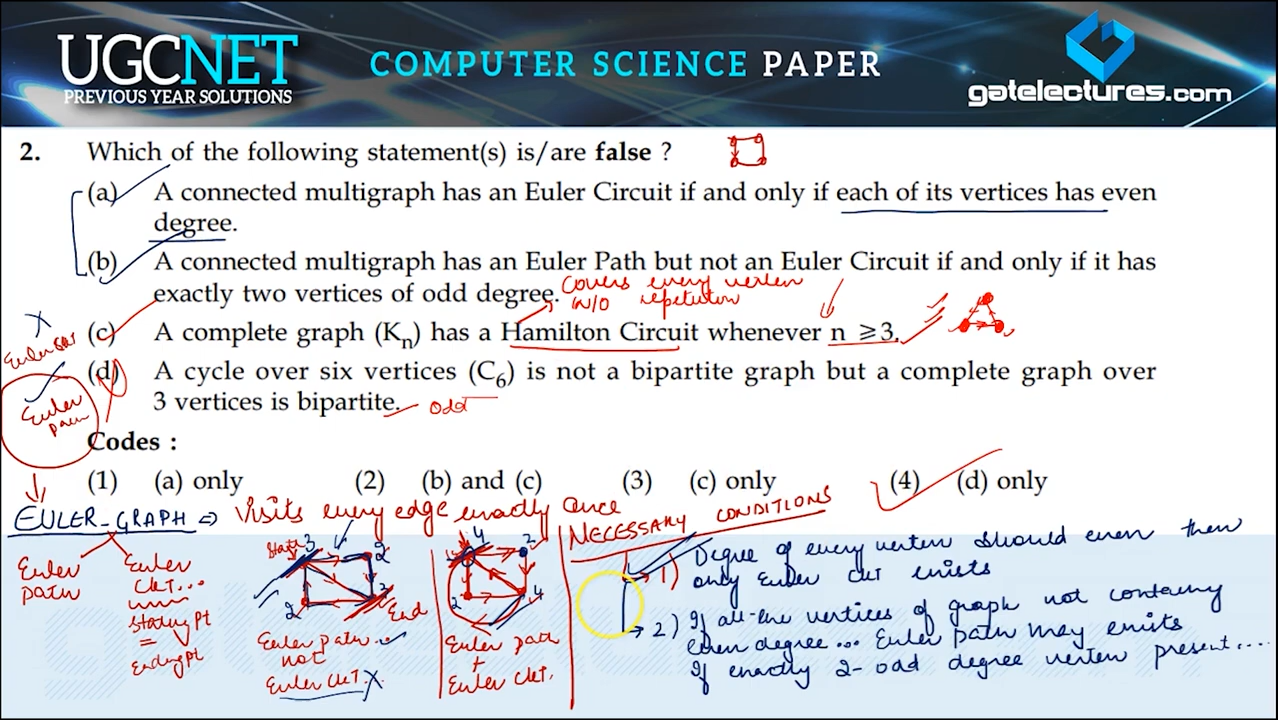 UGCNET
PREVIOUS YEAR SOLUTIONS
COMPUTER SCIENCE PAPER
gatelectures.com
2. Which of the following statement(s) is/are false ?
(a) A connected multigraph has an Euler Circuit if and only if each of its vertices has even
degree.
(b) A connected multigraph has an Euler Path but not an Euler Circuit if and only if it has
exactly two vertices of odd degree.
Covers every vertex
W/O repetition
(c) A complete graph (Kn) has a Hamilton Circuit whenever n ≥3.
(d) A cycle over six vertices (C6) is not a bipartite graph but a complete graph over
3 vertices is bipartite.
Odd
Euler
path
Codes :
(1) (a) only (2) (b) and (c) (3) (c) only (4) (d) only
EULER-GRAPH ⇒ Visits every edge exactly once
Euler
path
Euler
ckt...
Starting pt
=
Ending pt
Start 3 2
2 3 End
Euler path...
not
Euler ckt.
4 2
2 4
Euler path
+
Euler ckt.
NECESSARY CONDITIONS
→ 1) Degree of every vertex should even then
only Euler ckt exists
→ 2) If all-the vertices of graph not containing
even degree... Euler path may exists
If exactly 2-odd degree vertex present....